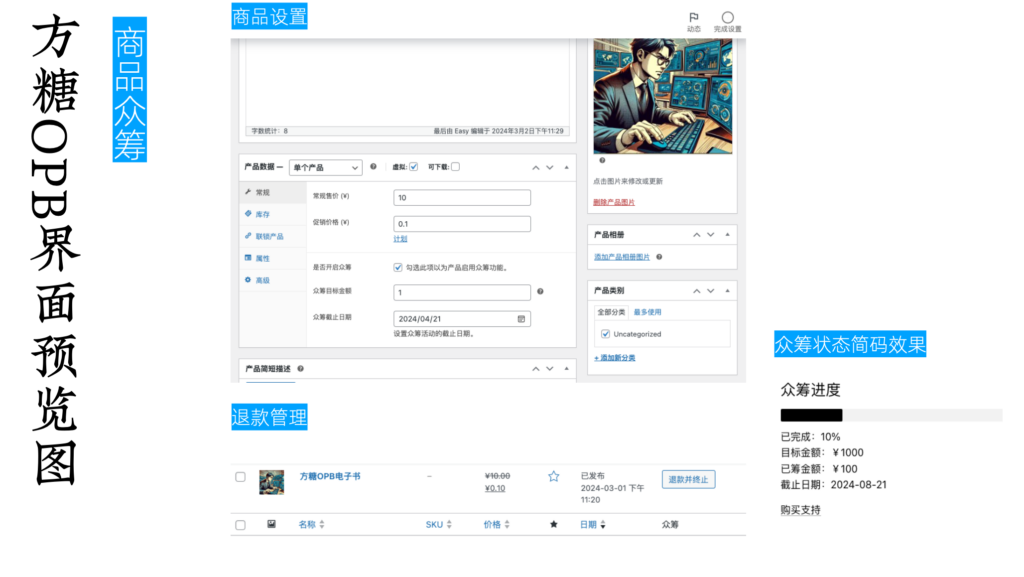 方糖OPB界面预览图
商品众筹
商品设置
动态
完成设置
字数统计：8
最后由 Easy 编辑于 2024年3月2日下午11:29
产品数据 — 单个产品 虚拟: 可下载:
常规
库存
联锁产品
属性
高级
常规售价 (¥) 10
促销价格 (¥) 0.1
计划
是否开启众筹 勾选此项以为产品启用众筹功能。
众筹目标金额 1
众筹截止日期 2024/04/21
设置众筹活动的截止日期。
产品简短描述
点击图片来修改或更新
删除产品图片
产品相册
添加产品相册图片
产品类别
全部分类 最多使用
Uncategorized
+ 添加新分类
退款管理
方糖OPB电子书 – ¥10.00 已发布 退款并终止
¥0.10 2024-03-01 下午
11:20
名称 SKU 价格 日期 众筹
众筹状态简码效果
众筹进度
已完成：10%
目标金额：￥1000
已筹金额：￥100
截止日期：2024-08-21
购买支持